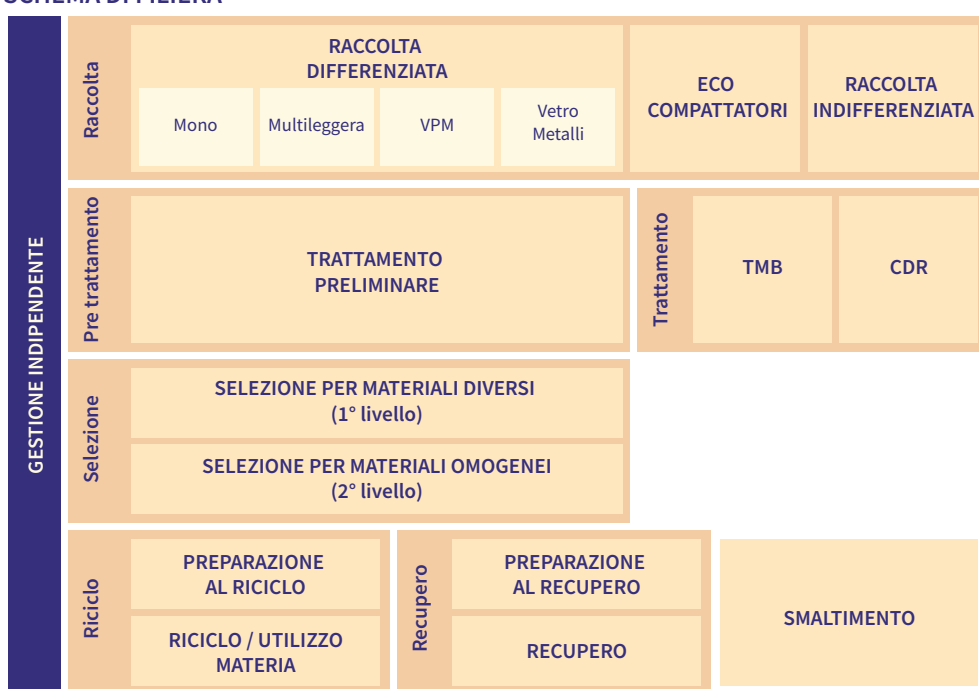 GESTIONE INDIPENDENTE
Raccolta
RACCOLTA
DIFFERENZIATA
Mono
Multileggera
VPM
Vetro
Metalli
ECO
COMPATTATORI
RACCOLTA
INDIFFERENZIATA
Pre trattamento
TRATTAMENTO
PRELIMINARE
Trattamento
TMB
CDR
Selezione
SELEZIONE PER MATERIALI DIVERSI
(1° livello)
SELEZIONE PER MATERIALI OMOGENEI
(2° livello)
Riciclo
PREPARAZIONE
AL RICICLO
RICICLO / UTILIZZO
MATERIA
Recupero
PREPARAZIONE
AL RECUPERO
RECUPERO
SMALTIMENTO